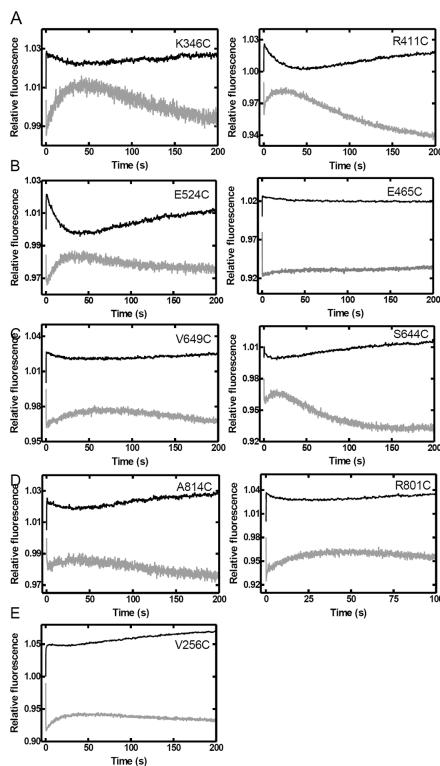 A
K346C
R411C
Relative fluorescence
1.03
1.01
0.99
0 50 100 150 200
Time (s)
Relative fluorescence
1.03
1.00
0.97
0.94
0 50 100 150 200
Time (s)
B
E524C
E465C
Relative fluorescence
1.03
1.01
0.99
0.97
0 50 100 150 200
Time (s)
Relative fluorescence
1.02
0.97
0.92
0 50 100 150 200
Time (s)
C
V649C
S644C
Relative fluorescence
1.04
1.02
0.98
0.95
0 50 100 150 200
Time (s)
Relative fluorescence
1.01
0.98
0.96
0.92
0 50 100 150 200
Time (s)
D
A814C
R801C
Relative fluorescence
1.03
1.01
0.99
0.97
0 50 100 150 200
Time (s)
Relative fluorescence
1.04
1.00
0.95
0.92
0 25 50 75 100
Time (s)
E
V256C
Relative fluorescence
1.05
1.00
0.95
0.90
0 50 100 150 200
Time (s)